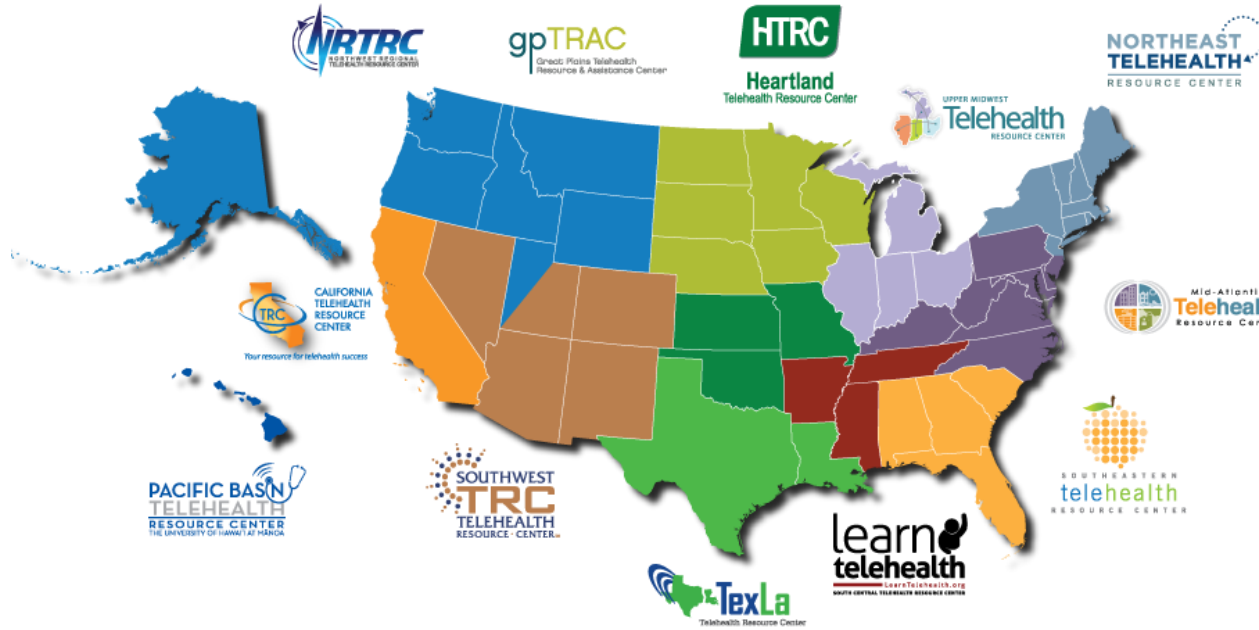 NRTRC
NORTHWEST REGIONAL
TELEHEALTH RESOURCE CENTER
gpTRAC
Great Plains Telehealth
Resource & Assistance Center
HTRC
Heartland
Telehealth Resource Center
NORTHEAST
TELEHEALTH
RESOURCE CENTER
UPPER MIDWEST
Telehealth
RESOURCE CENTER
TRC
CALIFORNIA
TELEHEALTH
RESOURCE
CENTER
Your resource for telehealth success
Mid-Atlanti
Teleheal
Resource Cen
PACIFIC BASIN
TELEHEALTH
RESOURCE CENTER
THE UNIVERSITY OF HAWAI'I AT MĀNOA
SOUTHWEST
TRC
TELEHEALTH
RESOURCE · CENTER
SOUTHEASTERN
telehealth
RESOURCE CENTER
learn
telehealth
LearnTelehealth.org
SOUTH CENTRAL TELEHEALTH RESOURCE CENTER
TexLa
Telehealth Resource Center